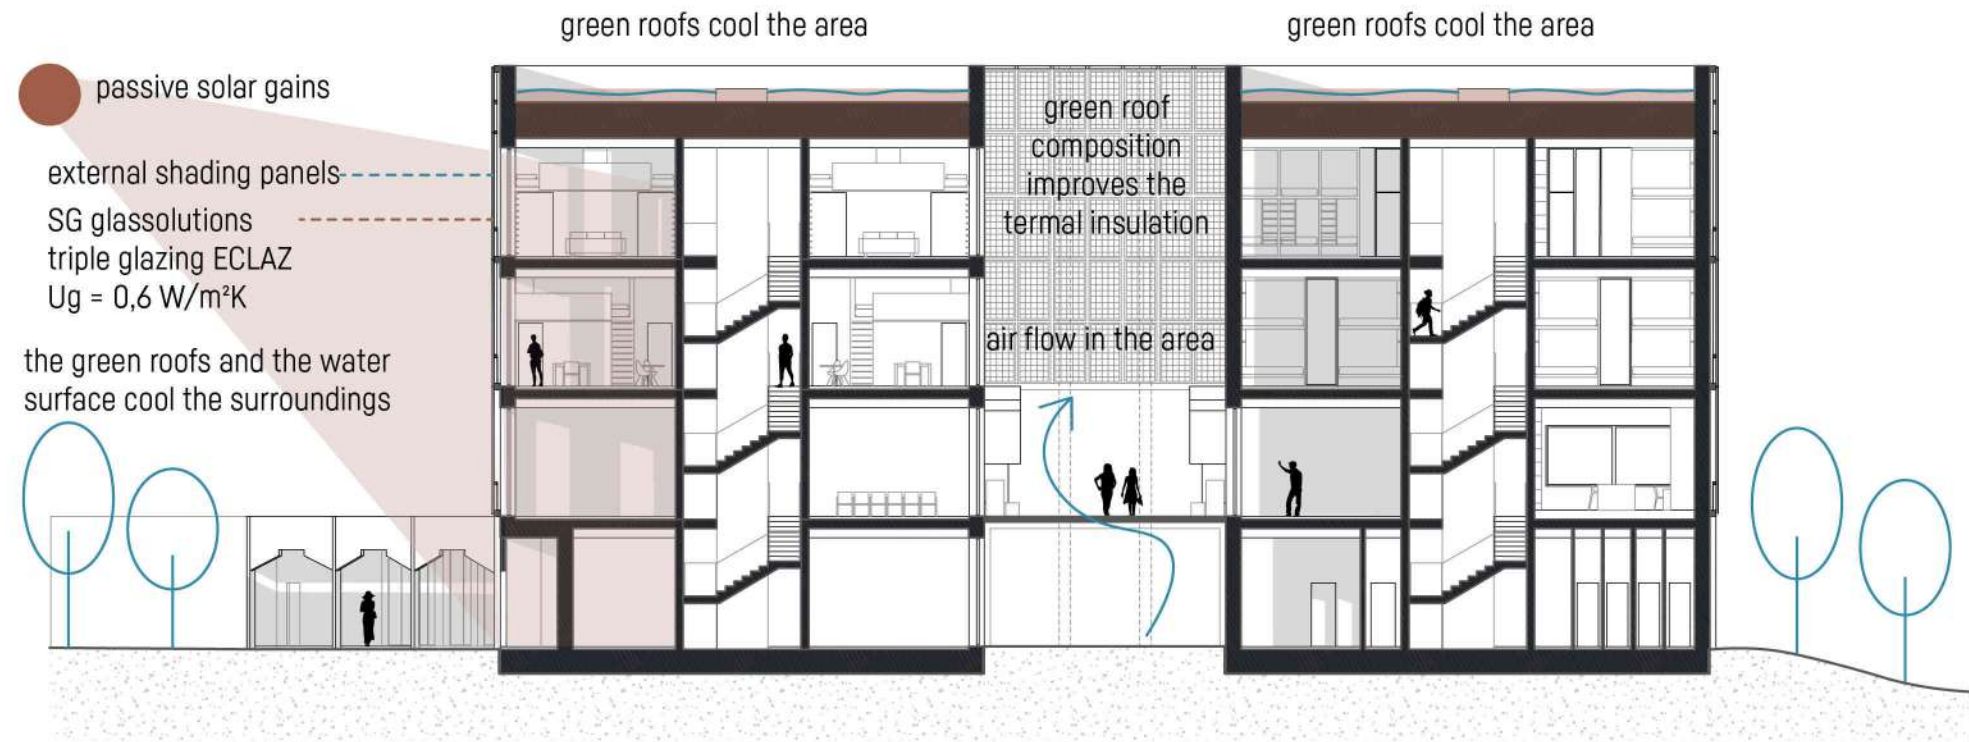 green roofs cool the area
green roofs cool the area
passive solar gains
external shading panels
SG glassolutions
triple glazing ECLAZ
Ug = 0,6 W/m²K
the green roofs and the water
surface cool the surroundings
green roof
composition
improves the
termal insulation
air flow in the area